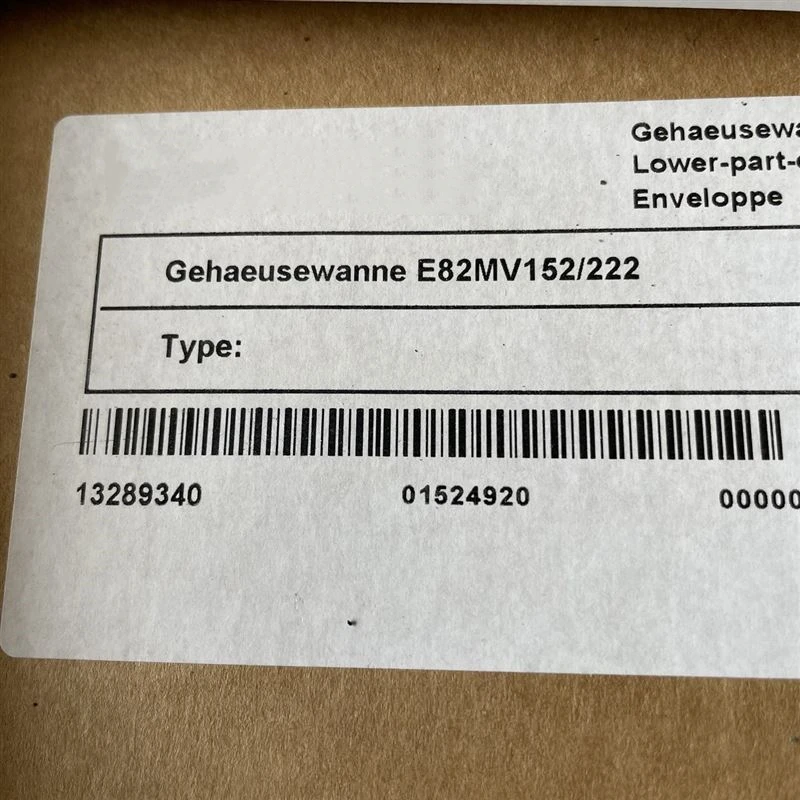 Gehaeusewa
Lower-part-
Enveloppe
Gehaeusewanne E82MV152/222
Type:
13289340 01524920 00000